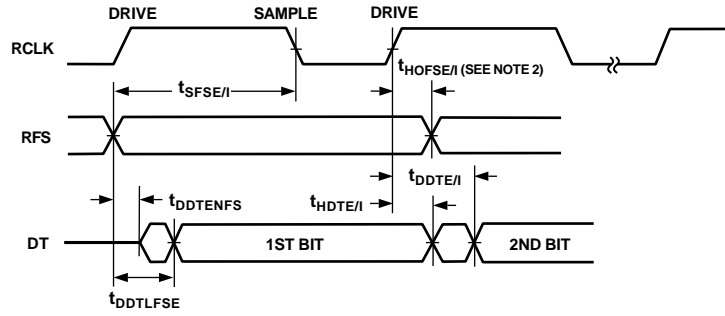 DRIVE SAMPLE DRIVE
RCLK
tSFSE/I
tHOFSE/I (SEE NOTE 2)
RFS
tDDTE/I
tDDTENFS
tHDTE/I
DT
1ST BIT
2ND BIT
tDDTLFSE